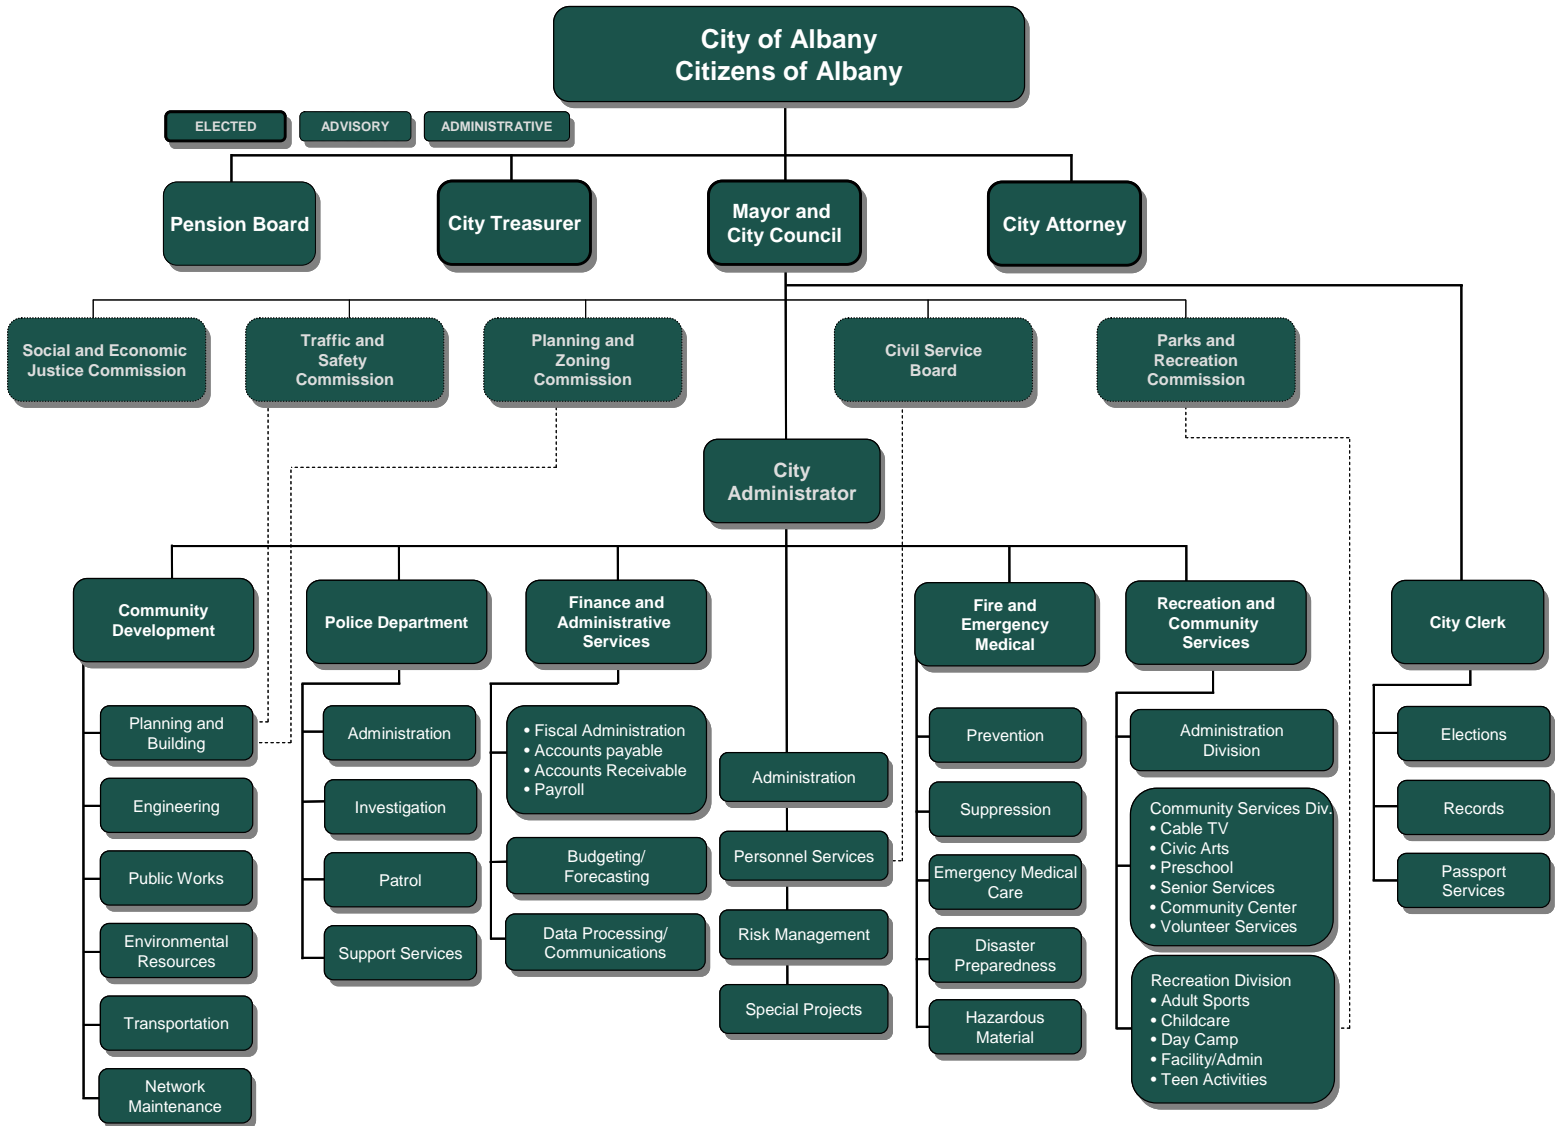 City of Albany
Citizens of Albany
ELECTED
ADVISORY
ADMINISTRATIVE
Pension Board
City Treasurer
Mayor and
City Council
City Attorney
Social and Economic
Justice Commission
Traffic and
Safety
Commission
Planning and
Zoning
Commission
Civil Service
Board
Parks and
Recreation
Commission
City
Administrator
Community
Development
Police Department
Finance and
Administrative
Services
Fire and
Emergency
Medical
Recreation and
Community
Services
City Clerk
Planning and
Building
Engineering
Public Works
Environmental
Resources
Transportation
Network
Maintenance
Administration
Investigation
Patrol
Support Services
• Fiscal Administration
• Accounts payable
• Accounts Receivable
• Payroll
Budgeting/
Forecasting
Data Processing/
Communications
Administration
Personnel Services
Risk Management
Special Projects
Prevention
Suppression
Emergency Medical
Care
Disaster
Preparedness
Hazardous
Material
Administration
Division
Community Services Div.
• Cable TV
• Civic Arts
• Preschool
• Senior Services
• Community Center
• Volunteer Services
Recreation Division
• Adult Sports
• Childcare
• Day Camp
• Facility/Admin
• Teen Activities
Elections
Records
Passport
Services